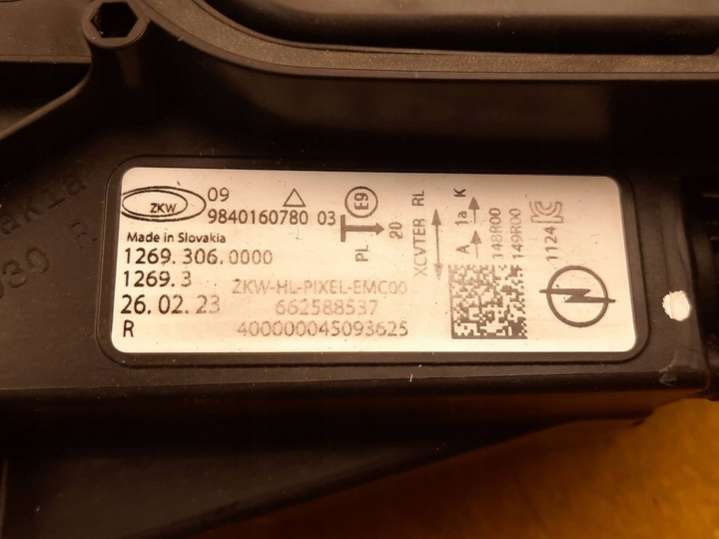 ZKW
09
9840160780 03
Made in Slovakia
1269.306.0000
1269.3
ZKW-HL-PIXEL-EMC00
26.02.23
662588537
R
400000045093625
E9
PL
20
XCVTER RL
A 1a K
148R00
149R00
1124